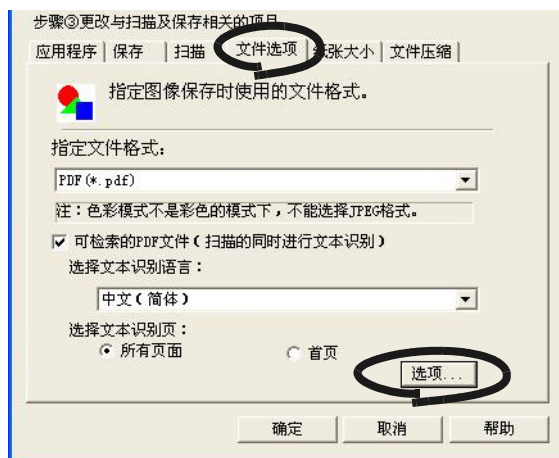 步骤③更改与扫描及保存相关的项目
应用程序 保存 扫描 文件选项 纸张大小 文件压缩
指定图像保存时使用的文件格式。
指定文件格式：
PDF (*.pdf)
注：色彩模式不是彩色的模式下，不能选择JPEG格式。
可检索的PDF文件（扫描的同时进行文本识别）
选择文本识别语言：
中文（简体）
选择文本识别页：
所有页面 首页
选项...
确定 取消 帮助